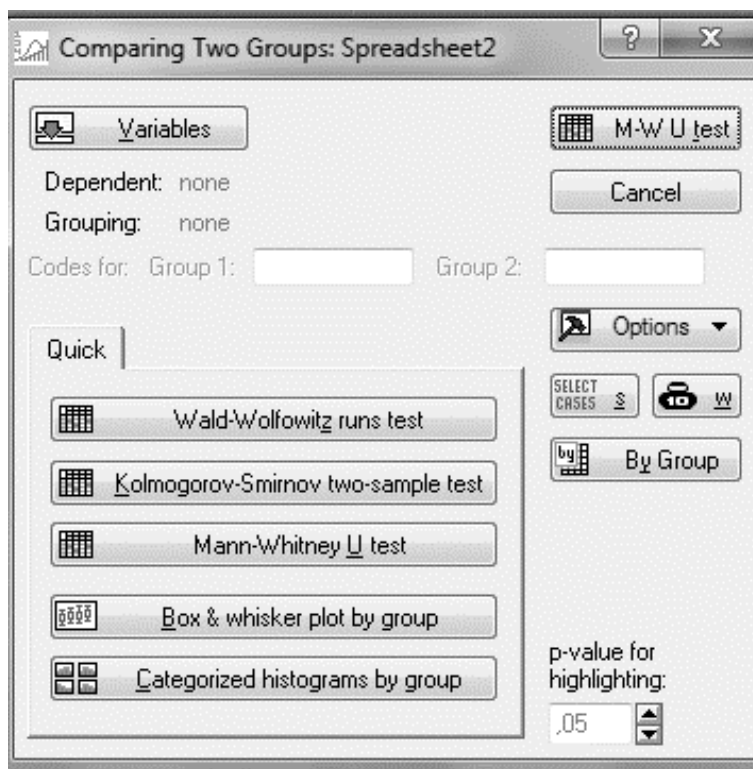 Comparing Two Groups: Spreadsheet2
Variables
M-W U test
Dependent: none
Cancel
Grouping: none
Codes for: Group 1: Group 2:
Options
Quick
SELECT CASES S
W
Wald-Wolfowitz runs test
By Group
Kolmogorov-Smirnov two-sample test
Mann-Whitney U test
Box & whisker plot by group
Categorized histograms by group
p-value for
highlighting:
,05